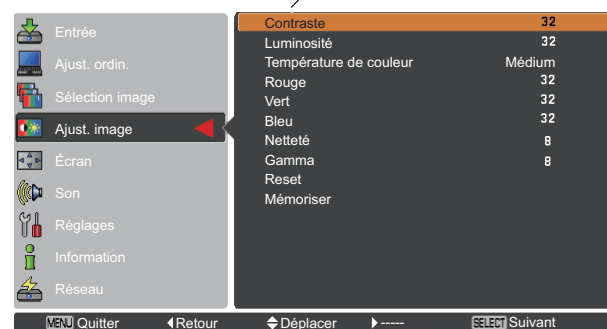 Entrée
Ajust. ordin.
Sélection image
Ajust. image
Écran
Son
Réglages
Information
Réseau
Contraste 32
Luminosité 32
Température de couleur Médium
Rouge 32
Vert 32
Bleu 32
Netteté 8
Gamma 8
Reset
Mémoriser
MENU Quitter Retour Déplacer ----- SELECT Suivant